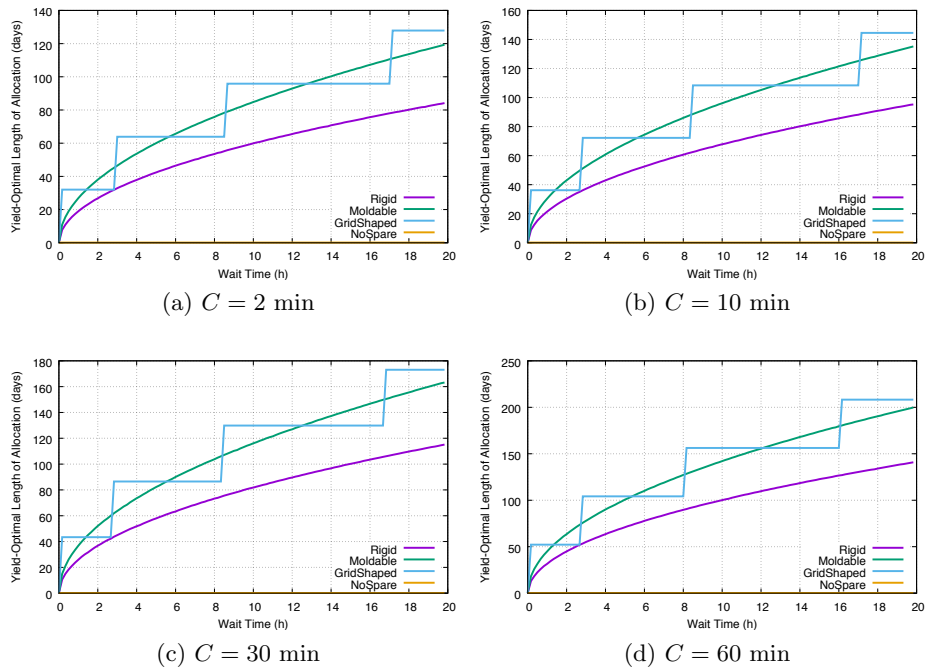 Yield-Optimal Length of Allocation (days)
140
120
100
80
60
40
20
0
Rigid
Moldable
GridShaped
NoSpare
0 2 4 6 8 10 12 14 16 18 20
Wait Time (h)
(a) C = 2 min
Yield-Optimal Length of Allocation (days)
160
140
120
100
80
60
40
20
0
Rigid
Moldable
GridShaped
NoSpare
0 2 4 6 8 10 12 14 16 18 20
Wait Time (h)
(b) C = 10 min
Yield-Optimal Length of Allocation (days)
180
160
140
120
100
80
60
40
20
0
Rigid
Moldable
GridShaped
NoSpare
0 2 4 6 8 10 12 14 16 18 20
Wait Time (h)
(c) C = 30 min
Yield-Optimal Length of Allocation (days)
250
200
150
100
50
0
Rigid
Moldable
GridShaped
NoSpare
0 2 4 6 8 10 12 14 16 18 20
Wait Time (h)
(d) C = 60 min